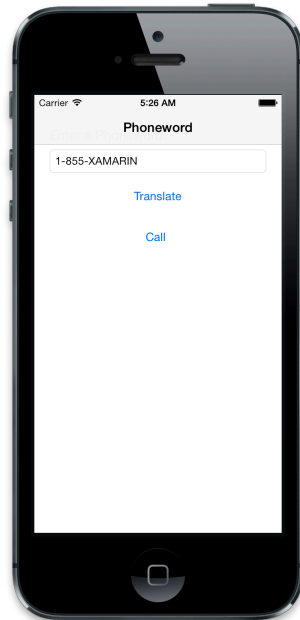 Carrier 5:26 AM
Phoneword
1-855-XAMARIN
Translate
Call